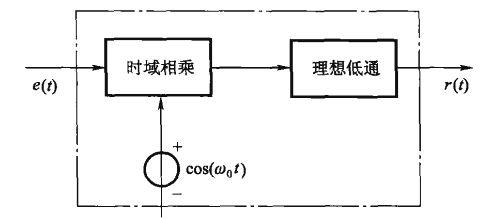 时域相乘
理想低通
e(t)
r(t)
+
cos(ω₀t)
−